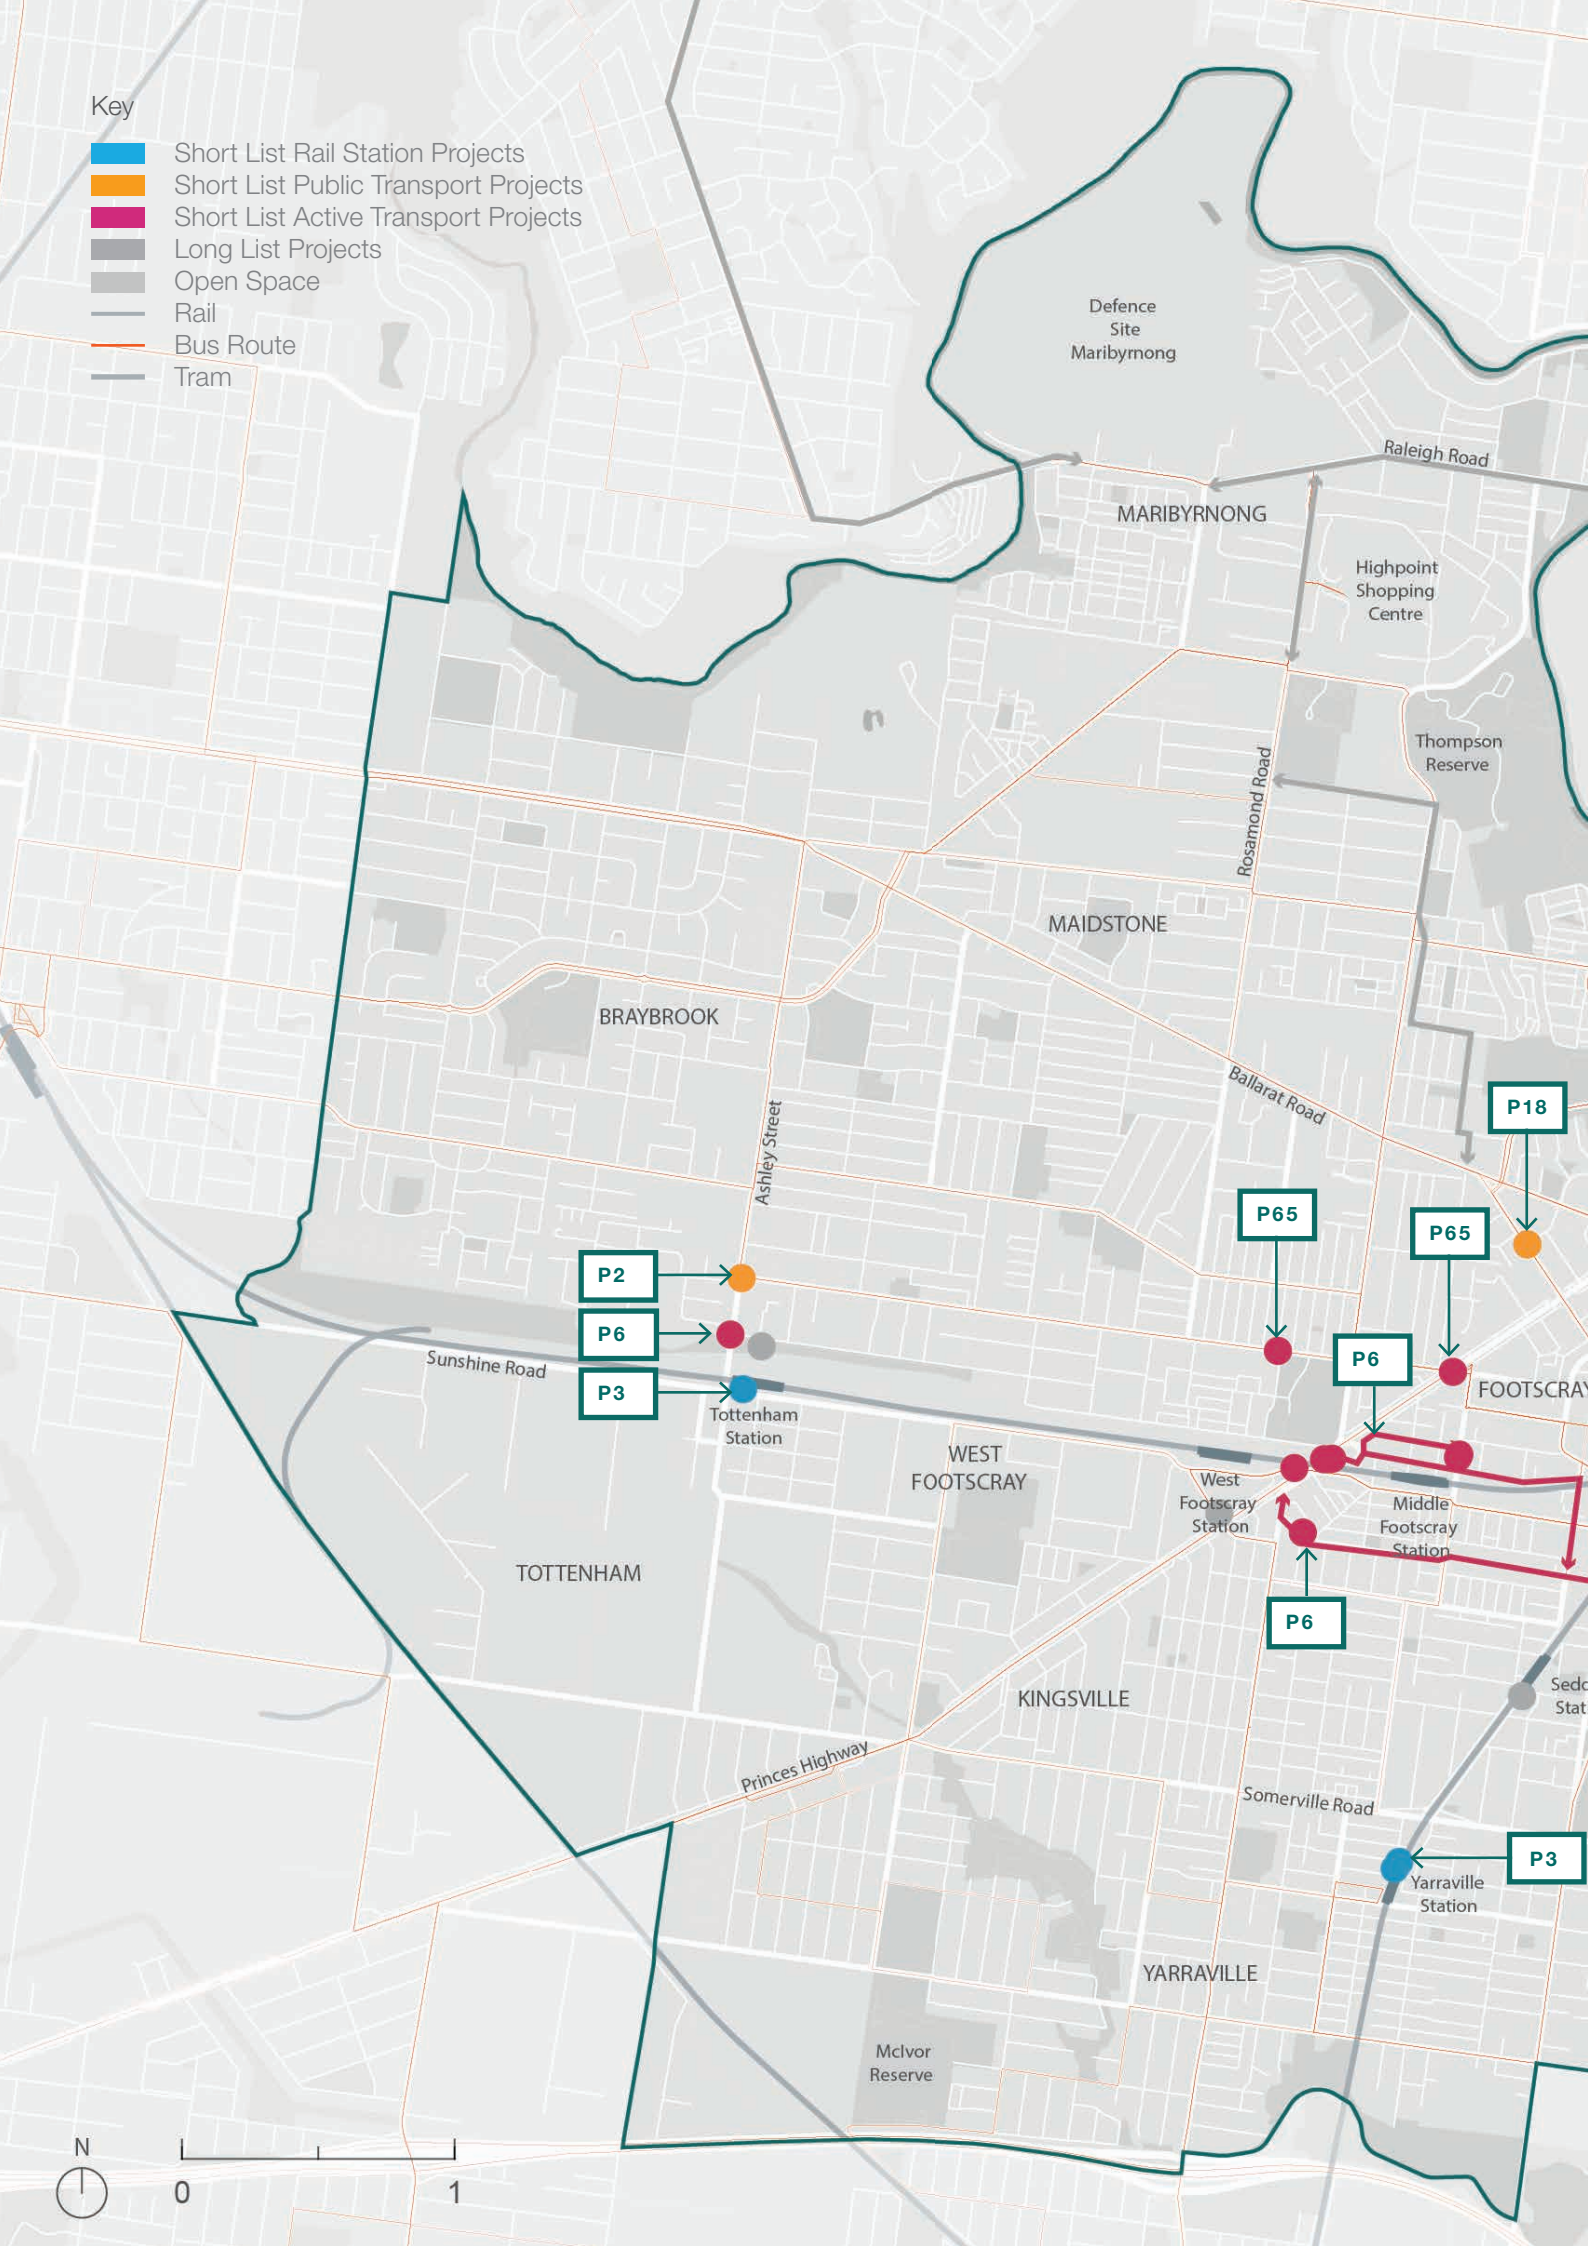 Key
Short List Rail Station Projects
Short List Public Transport Projects
Short List Active Transport Projects
Long List Projects
Open Space
Rail
Bus Route
Tram
Defence
Site
Maribyrnong
Raleigh Road
MARIBYRNONG
Highpoint
Shopping
Centre
Thompson
Reserve
Rosamond Road
MAIDSTONE
BRAYBROOK
Ballarat Road
Ashley Street
P18
P65
P65
P2
P6
P3
P6
Sunshine Road
Tottenham
Station
FOOTSCRAY
WEST
FOOTSCRAY
West
Footscray
Station
Middle
Footscray
Station
TOTTENHAM
P6
KINGSVILLE
Sedd
Stat
Princes Highway
Somerville Road
P3
Yarraville
Station
YARRAVILLE
McIvor
Reserve
N
0
1